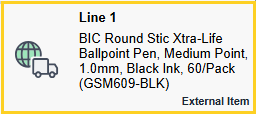 Line 1
BIC Round Stic Xtra-Life
Ballpoint Pen, Medium Point,
1.0mm, Black Ink, 60/Pack
(GSM609-BLK)
External Item